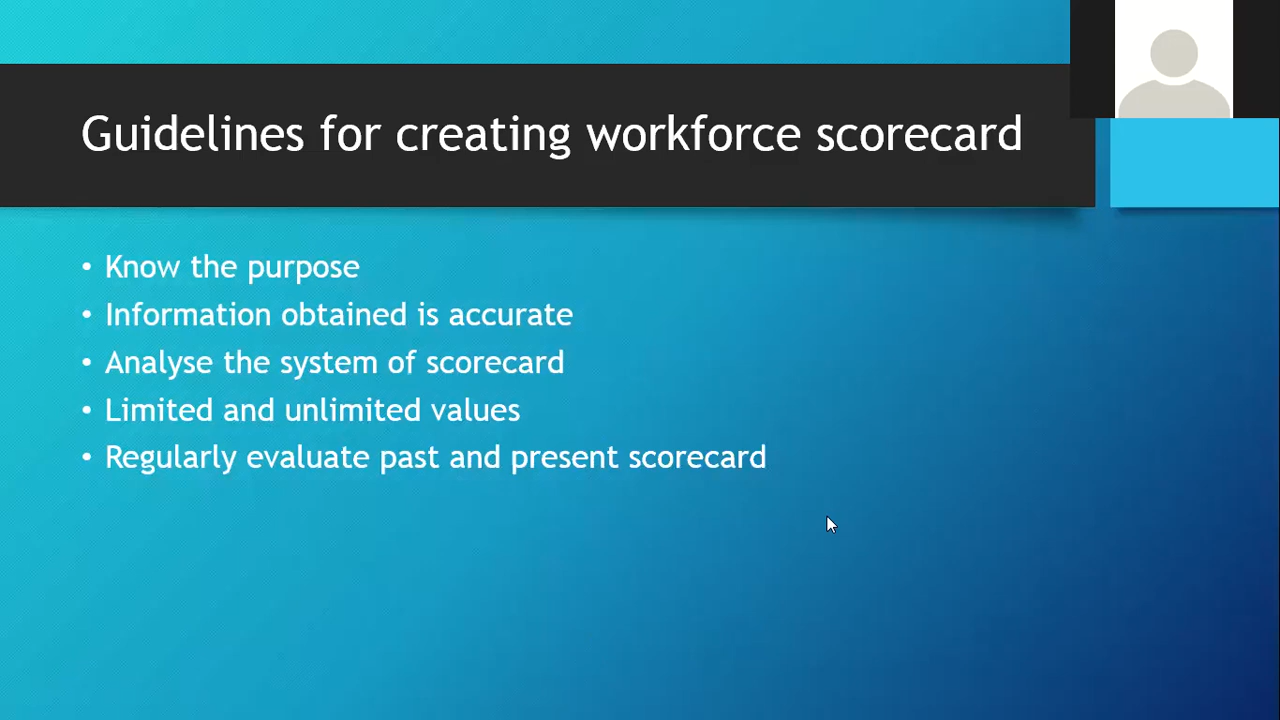 Guidelines for creating workforce scorecard
• Know the purpose
• Information obtained is accurate
• Analyse the system of scorecard
• Limited and unlimited values
• Regularly evaluate past and present scorecard